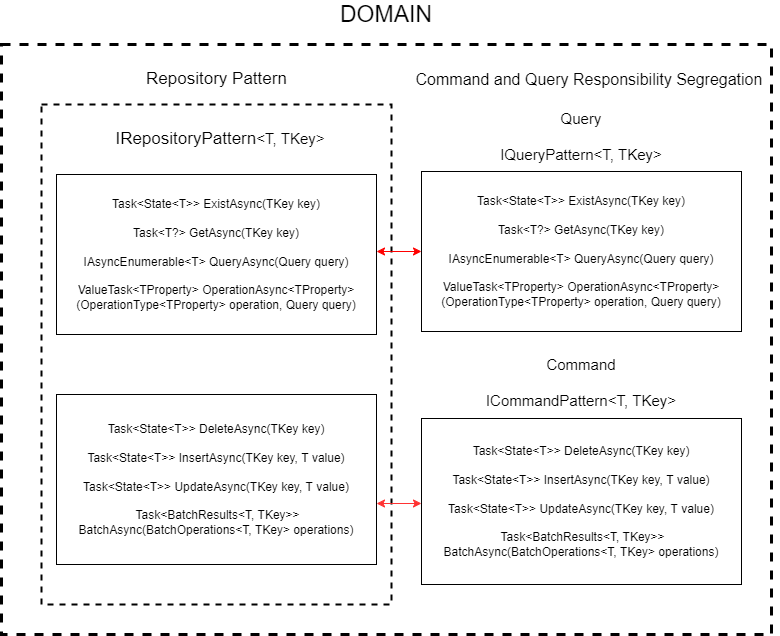 DOMAIN
Repository Pattern
IRepositoryPattern<T, TKey>
Task<State<T>> ExistAsync(TKey key)
Task<T?> GetAsync(TKey key)
IAsyncEnumerable<T> QueryAsync(Query query)
ValueTask<TProperty> OperationAsync<TProperty>
(OperationType<TProperty> operation, Query query)
Task<State<T>> DeleteAsync(TKey key)
Task<State<T>> InsertAsync(TKey key, T value)
Task<State<T>> UpdateAsync(TKey key, T value)
Task<BatchResults<T, TKey>>
BatchAsync(BatchOperations<T, TKey> operations)
Command and Query Responsibility Segregation
Query
IQueryPattern<T, TKey>
Task<State<T>> ExistAsync(TKey key)
Task<T?> GetAsync(TKey key)
IAsyncEnumerable<T> QueryAsync(Query query)
ValueTask<TProperty> OperationAsync<TProperty>
(OperationType<TProperty> operation, Query query)
Command
ICommandPattern<T, TKey>
Task<State<T>> DeleteAsync(TKey key)
Task<State<T>> InsertAsync(TKey key, T value)
Task<State<T>> UpdateAsync(TKey key, T value)
Task<BatchResults<T, TKey>>
BatchAsync(BatchOperations<T, TKey> operations)